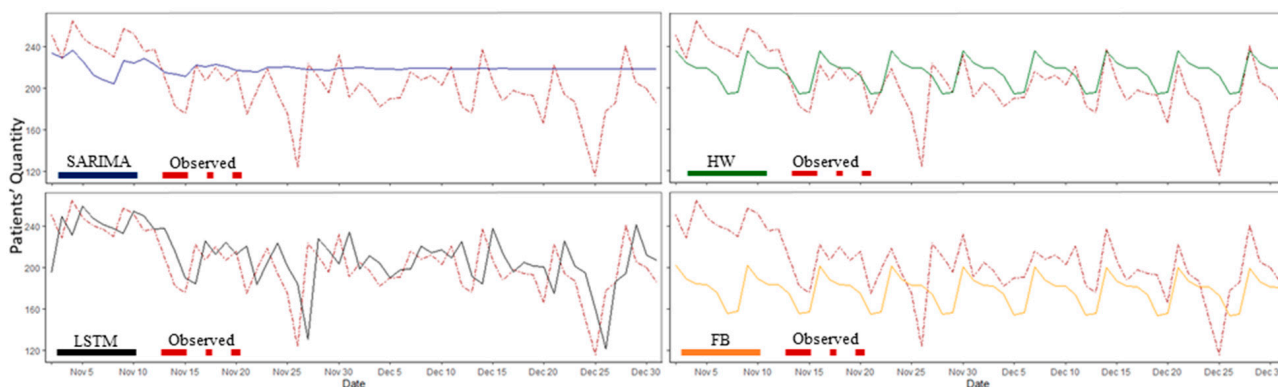 Patients' Quantity
240
200
160
120
SARIMA Observed
HW Observed
240
200
160
120
LSTM Observed
FB Observed
Nov 5 Nov 10 Nov 15 Nov 20 Nov 25 Nov 30 Dec 5 Dec 10 Dec 15 Dec 20 Dec 25 Dec 30
Date
Nov 5 Nov 10 Nov 15 Nov 20 Nov 25 Nov 30 Dec 5 Dec 10 Dec 15 Dec 20 Dec 25 Dec 3
Date